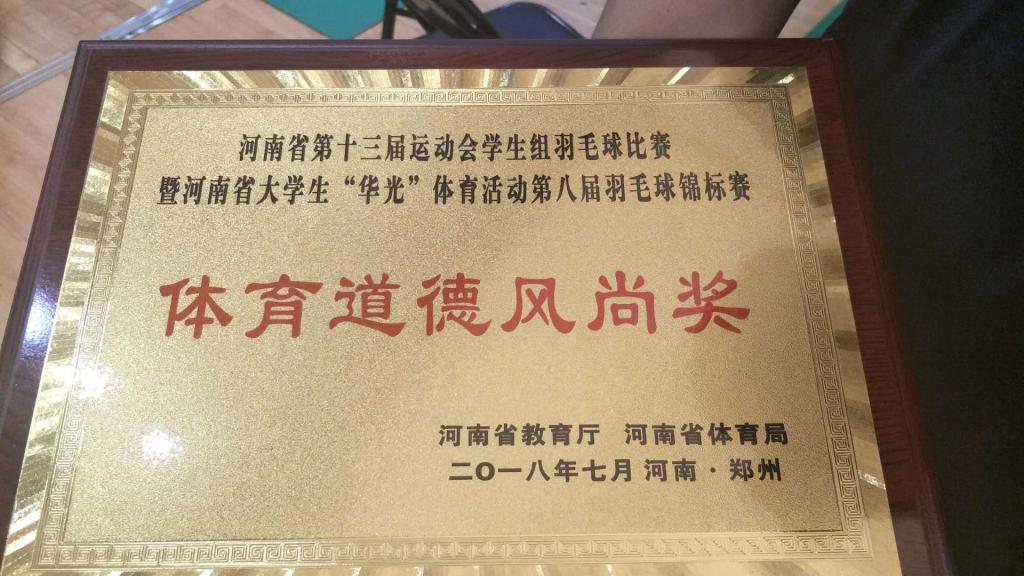 河南省第十三届运动会学生组羽毛球比赛
暨河南省大学生“华光”体育活动第八届羽毛球锦标赛
体育道德风尚奖
河南省教育厅 河南省体育局
二〇一八年七月 河南·郑州